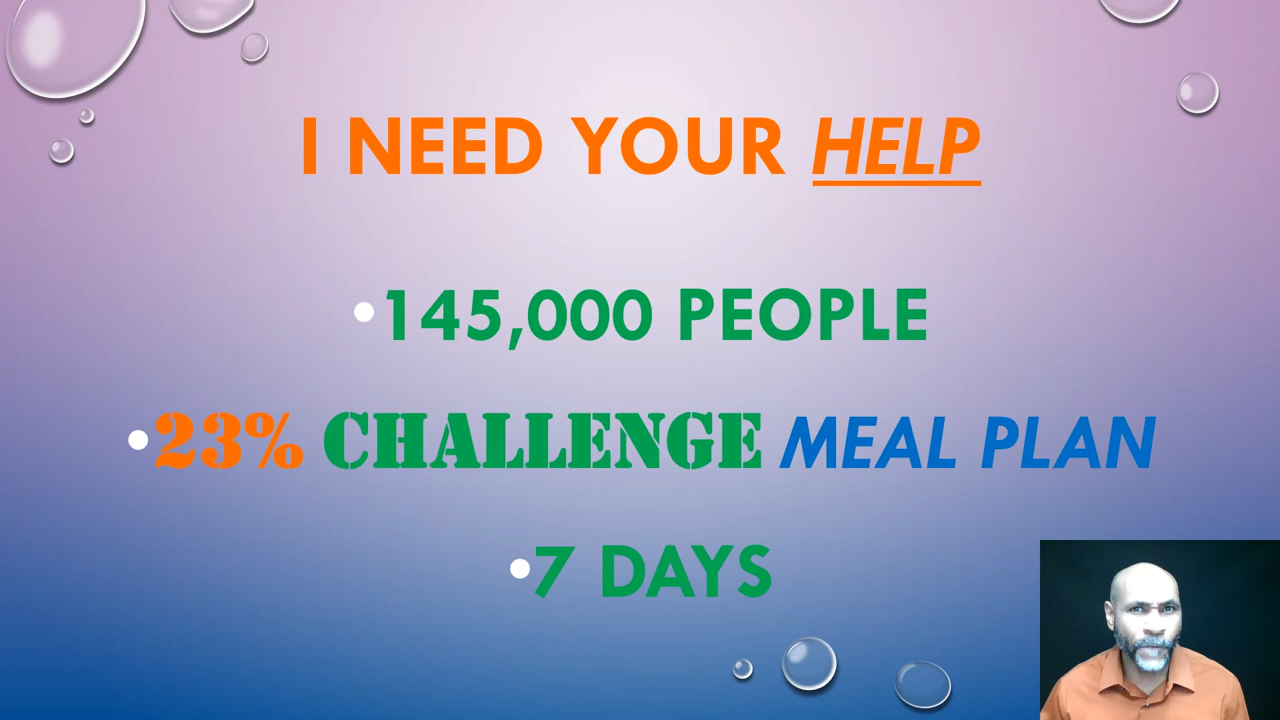 I NEED YOUR HELP
•145,000 PEOPLE
•23% CHALLENGE MEAL PLAN
•7 DAYS